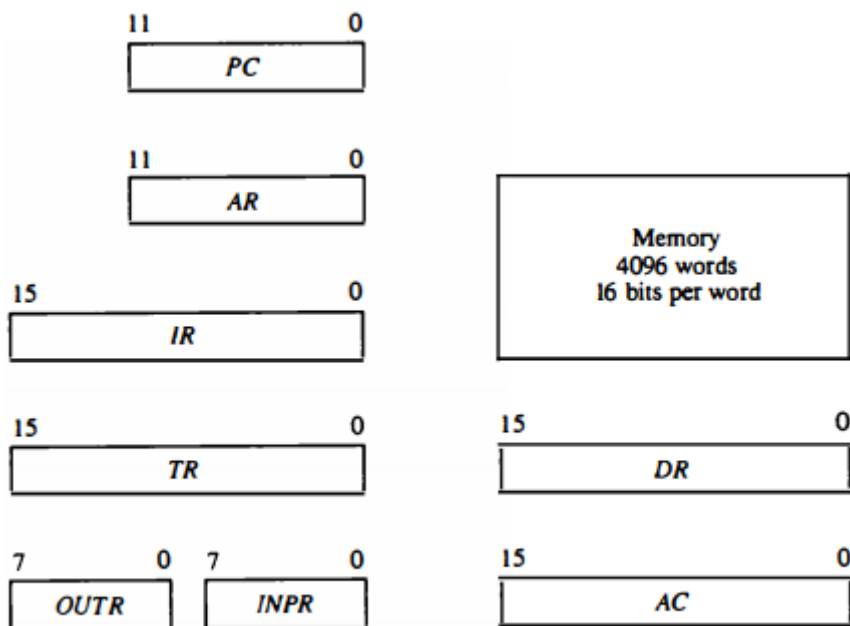 11 0
PC
11 0
AR
Memory
4096 words
16 bits per word
15 0
IR
15 0
TR
15 0
DR
7 0
OUTR
7 0
INPR
15 0
AC